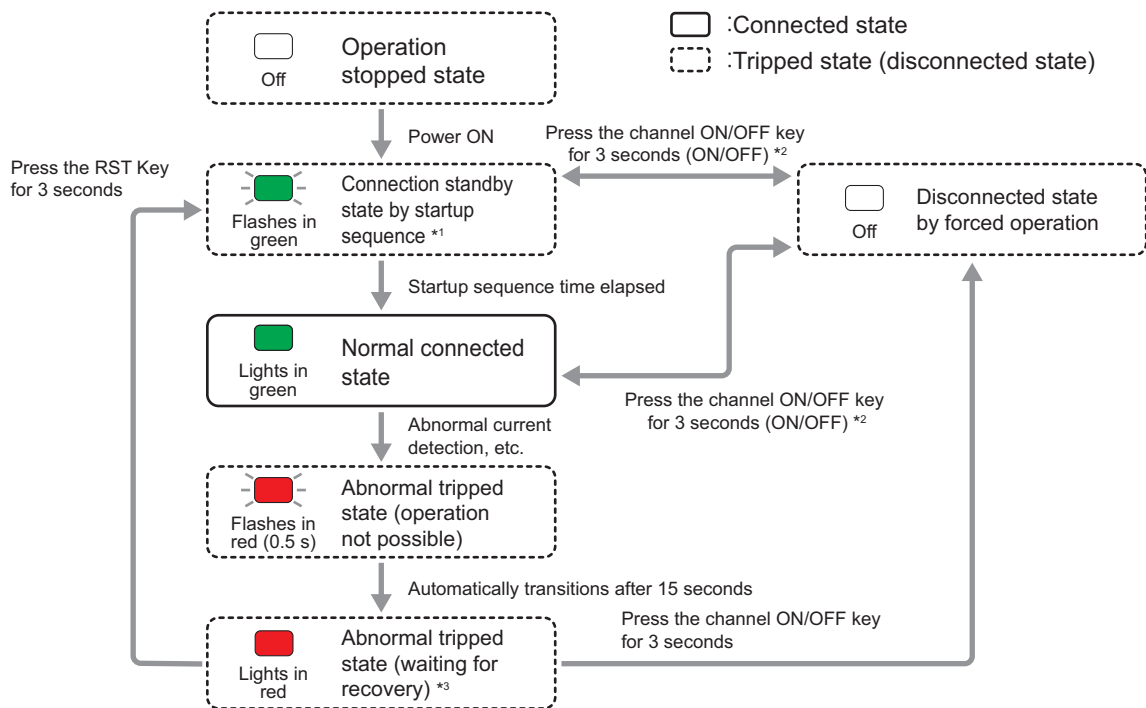 Operation
stopped state
Off
:Connected state
:Tripped state (disconnected state)
Power ON
Press the channel ON/OFF key
for 3 seconds (ON/OFF) *2
Press the RST Key
for 3 seconds
Connection standby
state by startup
sequence *1
Flashes in
green
Disconnected state
by forced operation
Off
Startup sequence time elapsed
Normal connected
state
Lights in
green
Press the channel ON/OFF key
for 3 seconds (ON/OFF) *2
Abnormal current
detection, etc.
Abnormal tripped
state (operation
not possible)
Flashes in
red (0.5 s)
Automatically transitions after 15 seconds
Press the channel ON/OFF key
for 3 seconds
Abnormal tripped
state (waiting for
recovery) *3
Lights in
red